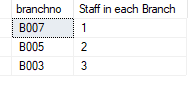 branchno Staff in each Branch
B007 1
B005 2
B003 3